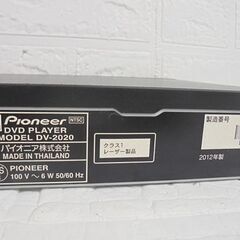 Pioneer NTSC
DVD PLAYER
MODEL DV-2020
パイオニア株式会社
MADE IN THAILAND
PIONEER
100 V ～ 6 W 50/60 Hz
クラス1
レーザー製品
製造番号
2012年製